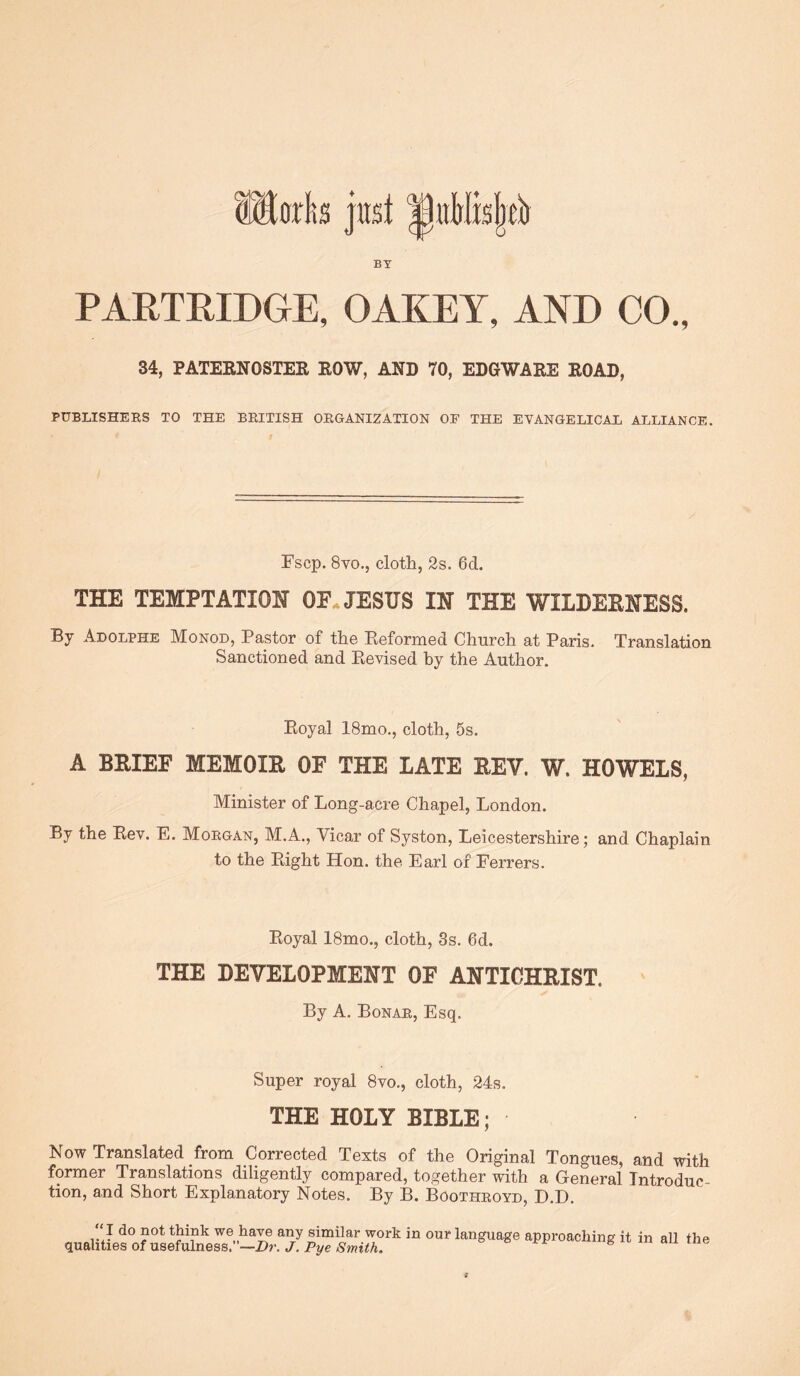 Works just Published
BY
PARTRIDGE, OAKEY, AND CO.,
34, PATERNOSTER ROW, AND 70, EDGWARE ROAD,
PUBLISHERS TO THE BRITISH ORGANIZATION OF THE EVANGELICAL ALLIANCE.
Fscp. 8vo., cloth, 2s. 6d.
THE TEMPTATION OF JESUS IN THE WILDERNESS.
By Adolphe Monod, Pastor of the Reformed Church at Paris. Translation
Sanctioned and Revised by the Author.
Royal 18mo., cloth, 5s.
A BRIEF MEMOIR OF THE LATE REV. W. HOWELS,
Minister of Long-acre Chapel, London.
By the Rev. E. Morgan, M.A., Vicar of Syston, Leicestershire; and Chaplain
to the Right Hon. the Earl of Ferrers.
Royal 18mo., cloth, 3s. 6d.
THE DEVELOPMENT OF ANTICHRIST.
By A. Bonar, Esq.
Super royal 8vo., cloth, 24s.
THE HOLY BIBLE;
Now Translated from Corrected Texts of the Original Tongues, and with
former Translations diligently compared, together with a General Introduc-
tion, and Short Explanatory Notes. By B. Boothroyd, D.D.
"I do not think we have any similar work in our language approaching it in all the
qualities of usefulness."—Dr. J. Pye Smith.